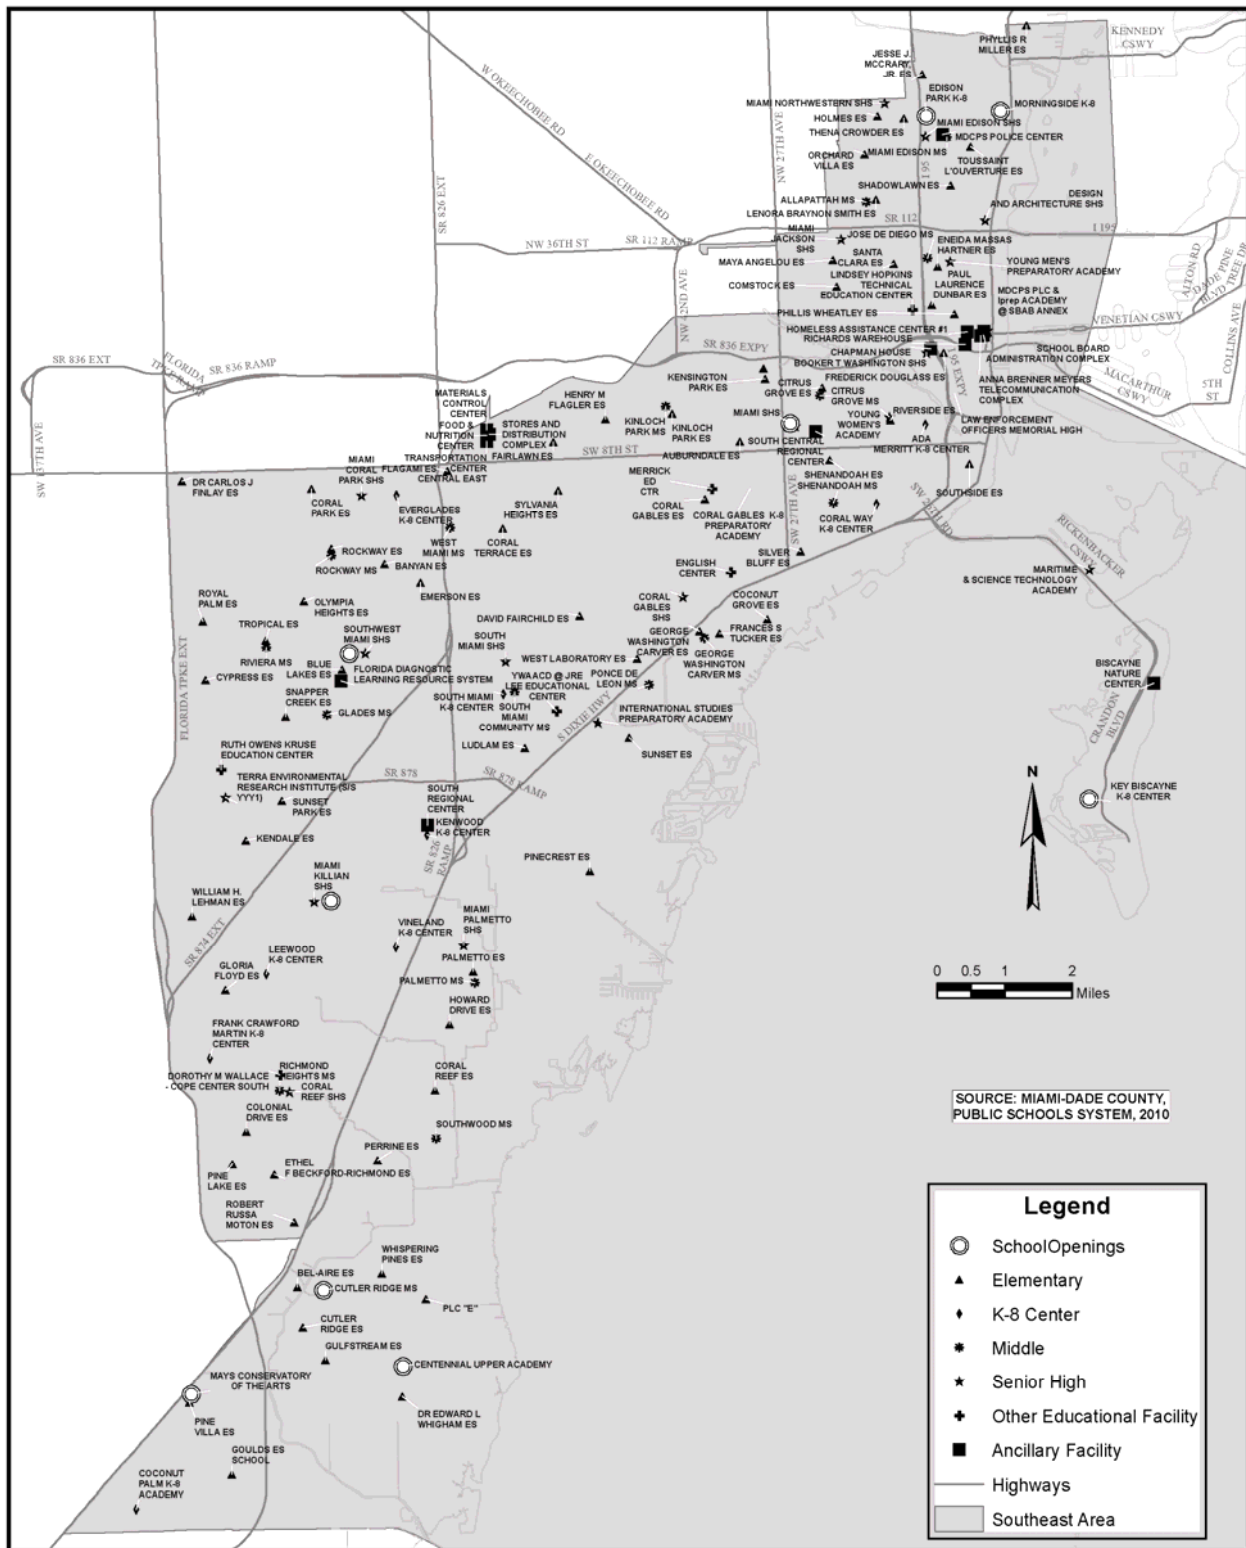 PHYLLIS R
MILLER ES
KENNEDY
CSWY
JESSE J.
MCCRARY,
JR. ES
W OKEECHOBEE RD
EDISON
PARK K-8
MIAMI NORTHWESTERN SHS
MORNINGSIDE K-8
HOLMES ES
MIAMI EDISON SHS
THENA CROWDER ES
MDCPS POLICE CENTER
NW 27TH AVE
ORCHARD
VILLA ES
MIAMI EDISON MS
TOUSSAINT
L'OUVERTURE ES
E OKEECHOBEE RD
I 95
SHADOWLAWN ES
SR 826 EXT
DESIGN
AND ARCHITECTURE SHS
ALLAPATTAH MS
LENORA BRAYNON SMITH ES
SR 112
I 195
NW 36TH ST
SR 112 RAMP
MIAMI
JACKSON
SHS
JOSE DE DIEGO MS
ENEIDA MASSAS
HARTNER ES
MAYA ANGELOU ES
SANTA
CLARA ES
YOUNG MEN'S
PREPARATORY ACADEMY
ALTON RD
DADE PINE
TREE DR
BLVD
LINDSEY HOPKINS
TECHNICAL
EDUCATION CENTER
PAUL
LAURENCE
DUNBAR ES
COMSTOCK ES
MDCPS PLC &
Iprep ACADEMY
@ SBAB ANNEX
NW 42ND AVE
PHILLIS WHEATLEY ES
VENETIAN CSWY
COLLINS AVE
HOMELESS ASSISTANCE CENTER #1
RICHARDS WAREHOUSE
SCHOOL BOARD
ADMINISTRATION COMPLEX
SR 836 EXT
FLORIDA
TPKE RAMP
SR 836 RAMP
SR 836 EXPY
CHAPMAN HOUSE
BOOKER T WASHINGTON SHS
I 95 EXPY
MACARTHUR
CSWY
5TH
ST
KENSINGTON
PARK ES
CITRUS
GROVE ES
FREDERICK DOUGLASS ES
CITRUS
GROVE MS
ANNA BRENNER MEYERS
TELECOMMUNICATION
COMPLEX
MATERIALS
CONTROL
CENTER
FOOD &
NUTRITION
CENTER
HENRY M
FLAGLER ES
STORES AND
DISTRIBUTION
COMPLEX
KINLOCH
PARK MS
KINLOCH
PARK ES
MIAMI SHS
YOUNG
WOMEN'S
ACADEMY
RIVERSIDE ES
ADA
MERRITT K-8 CENTER
LAW ENFORCEMENT
OFFICERS MEMORIAL HIGH
SW 137TH AVE
TRANSPORTATION
CENTER
CENTRAL EAST
FAIRLAWN ES
SW 8TH ST
AUBURNDALE ES
SOUTH CENTRAL
REGIONAL
CENTER
MIAMI
CORAL
PARK SHS
FLAGAMI ES
MERRICK
ED
CTR
SHENANDOAH ES
SHENANDOAH MS
SOUTHSIDE ES
DR CARLOS J
FINLAY ES
CORAL
PARK ES
EVERGLADES
K-8 CENTER
SYLVANIA
HEIGHTS ES
CORAL
GABLES ES
CORAL GABLES K-8
PREPARATORY
ACADEMY
SW 27TH AVE
CORAL WAY
K-8 CENTER
SW 26TH RD
WEST
MIAMI MS
CORAL
TERRACE ES
RICKENBACKER
CSWY
ROCKWAY ES
ROCKWAY MS
BANYAN ES
SILVER
BLUFF ES
ENGLISH
CENTER
MARITIME
& SCIENCE TECHNOLOGY
ACADEMY
EMERSON ES
ROYAL
PALM ES
OLYMPIA
HEIGHTS ES
CORAL
GABLES
SHS
COCONUT
GROVE ES
DAVID FAIRCHILD ES
TROPICAL ES
SOUTHWEST
MIAMI SHS
SOUTH
MIAMI SHS
GEORGE
WASHINGTON
CARVER ES
FRANCES S
TUCKER ES
FLORIDA TPKE EXT
RIVIERA MS
BLUE
LAKES ES
FLORIDA DIAGNOSTIC
LEARNING RESOURCE SYSTEM
WEST LABORATORY ES
GEORGE
WASHINGTON
CARVER MS
BISCAYNE
NATURE
CENTER
CYPRESS ES
YWAACD @ JRE
LEE EDUCATIONAL
CENTER
PONCE DE
LEON MS
SNAPPER
CREEK ES
GLADES MS
SOUTH MIAMI
K-8 CENTER
SOUTH
MIAMI
COMMUNITY MS
INTERNATIONAL STUDIES
PREPARATORY ACADEMY
S DIXIE HWY
CRANDON
BLVD
RUTH OWENS KRUSE
EDUCATION CENTER
LUDLAM ES
SUNSET ES
TERRA ENVIRONMENTAL
RESEARCH INSTITUTE (S/S
YYY1)
SR 878
SR 878 RAMP
N
SUNSET
PARK ES
SOUTH
REGIONAL
CENTER
KEY BISCAYNE
K-8 CENTER
KENDALE ES
KENWOOD
K-8 CENTER
SR 826
RAMP
PINECREST ES
MIAMI
KILLIAN
SHS
WILLIAM H.
LEHMAN ES
MIAMI
PALMETTO
SHS
VINELAND
K-8 CENTER
SR 874 EXT
LEEWOOD
K-8 CENTER
GLORIA
FLOYD ES
PALMETTO ES
PALMETTO MS
0 0.5 1 2
Miles
HOWARD
DRIVE ES
FRANK CRAWFORD
MARTIN K-8
CENTER
DOROTHY M WALLACE
- COPE CENTER SOUTH
RICHMOND
HEIGHTS MS
CORAL
REEF SHS
CORAL
REEF ES
SOURCE: MIAMI-DADE COUNTY,
PUBLIC SCHOOLS SYSTEM, 2010
COLONIAL
DRIVE ES
SOUTHWOOD MS
PERRINE ES
PINE
LAKE ES
ETHEL
F BECKFORD-RICHMOND ES
ROBERT
RUSSA
MOTON ES
WHISPERING
PINES ES
BEL-AIRE ES
CUTLER RIDGE MS
PLC "E"
CUTLER
RIDGE ES
GULFSTREAM ES
CENTENNIAL UPPER ACADEMY
MAYS CONSERVATORY
OF THE ARTS
PINE
VILLA ES
DR EDWARD L
WHIGHAM ES
GOULDS ES
SCHOOL
COCONUT
PALM K-8
ACADEMY
Legend
SchoolOpenings
Elementary
K-8 Center
Middle
Senior High
Other Educational Facility
Ancillary Facility
Highways
Southeast Area